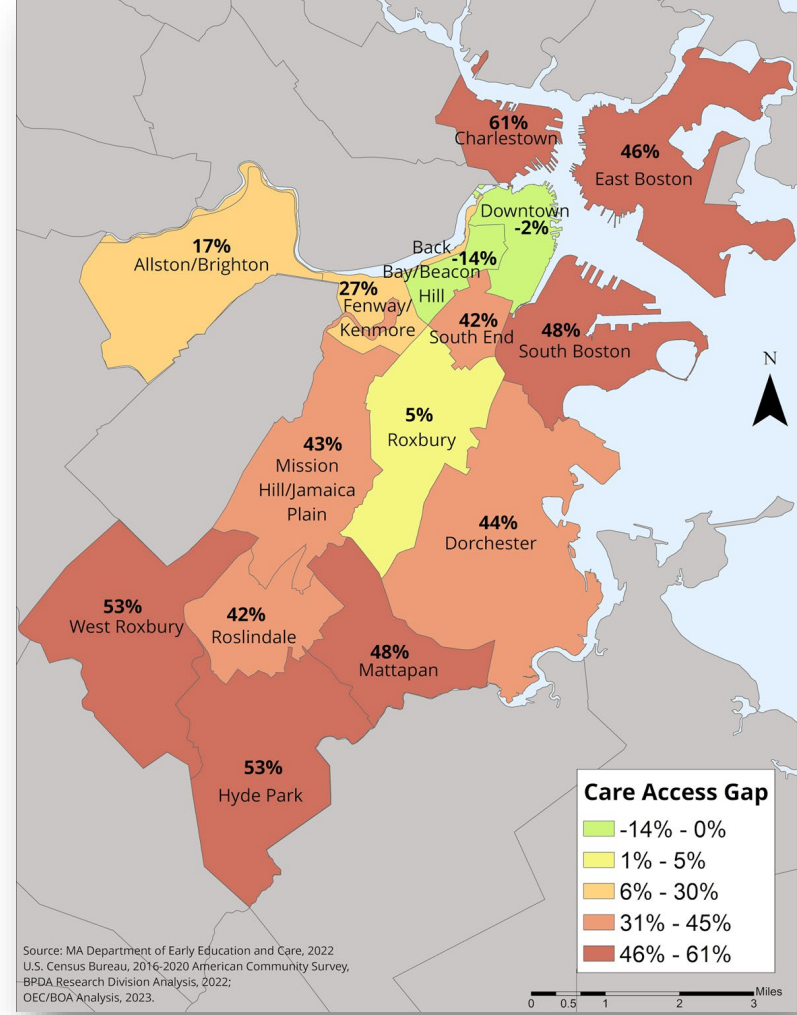 61%
Charlestown
46%
East Boston
Downtown
-2%
17%
Allston/Brighton
Back
-14%
Bay/Beacon
Hill
27%
Fenway/
Kenmore
42%
South End
48%
South Boston
N
5%
Roxbury
43%
Mission
Hill/Jamaica
Plain
44%
Dorchester
53%
West Roxbury
42%
Roslindale
48%
Mattapan
53%
Hyde Park
Care Access Gap
-14% - 0%
1% - 5%
6% - 30%
31% - 45%
46% - 61%
Source: MA Department of Early Education and Care, 2022
U.S. Census Bureau, 2016-2020 American Community Survey,
BPDA Research Division Analysis, 2022;
OEC/BOA Analysis, 2023.
Miles
0 0.5 1 2 3